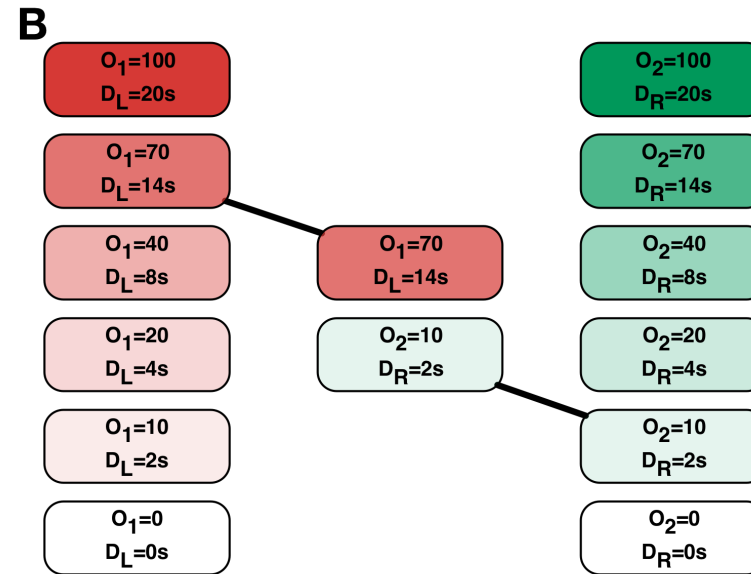 B
O1=100
DL=20s
O1=70
DL=14s
O1=40
DL=8s
O1=20
DL=4s
O1=10
DL=2s
O1=0
DL=0s
O1=70
DL=14s
O2=10
DR=2s
O2=100
DR=20s
O2=70
DR=14s
O2=40
DR=8s
O2=20
DR=4s
O2=10
DR=2s
O2=0
DR=0s